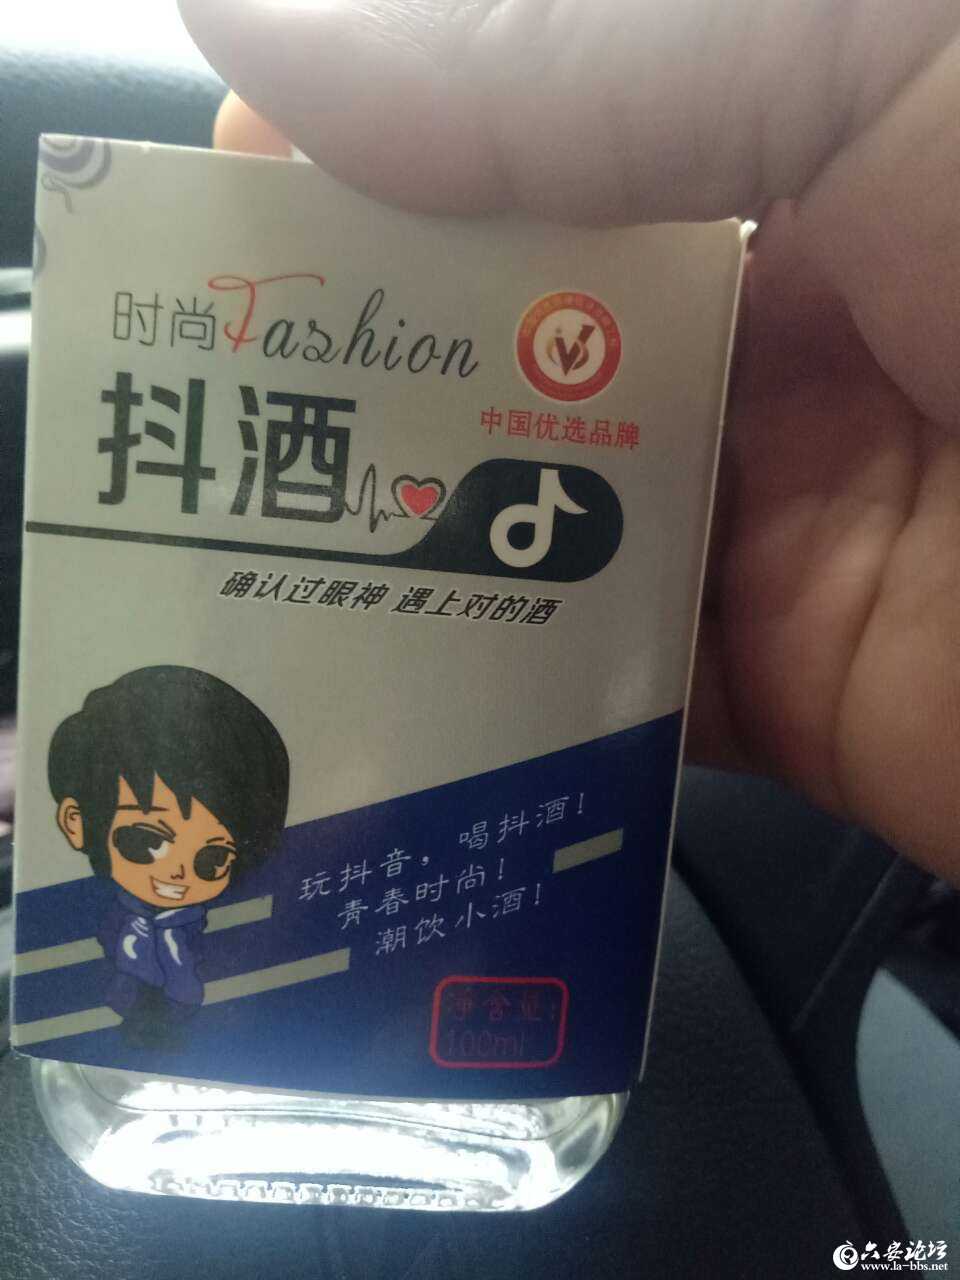 时尚Fashion
抖酒
中国优选品牌
确认过眼神 遇上对的酒
玩抖音，喝抖酒！
青春时尚！
潮饮小酒！
净含量：
100ml
六安论坛
www.la-bbs.net